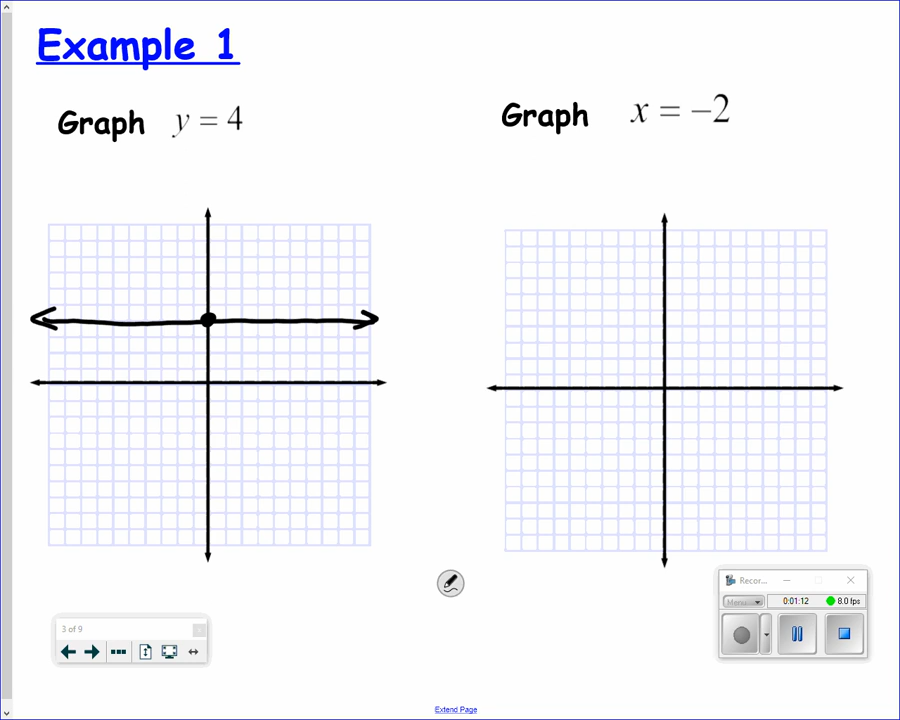 Example 1
Graph y = 4
Graph x = −2
3 of 9
Recor...
0:01:12
8.0 fps
Extend Page